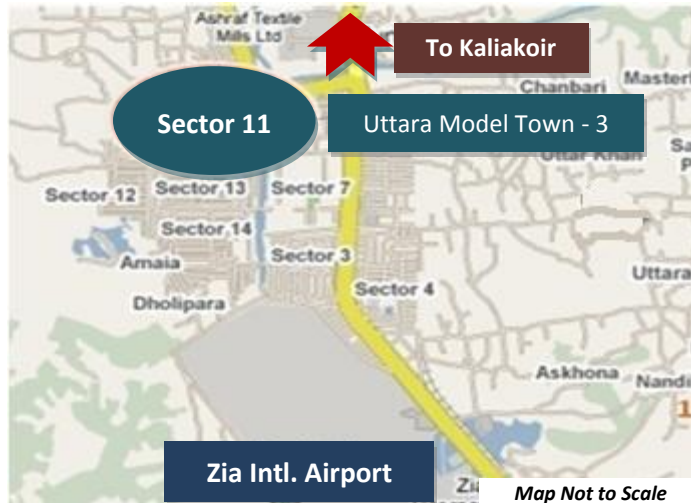 Ashraf Textile
Mills Ltd
To Kaliakoir
Chanbari
Sector 11
Uttara Model Town - 3
Uttar Khan
Sector 12
Sector 13
Sector 7
Sector 14
Amaia
Sector 3
Uttara
Dholipara
Sector 4
Askhona
Zia Intl. Airport
Map Not to Scale